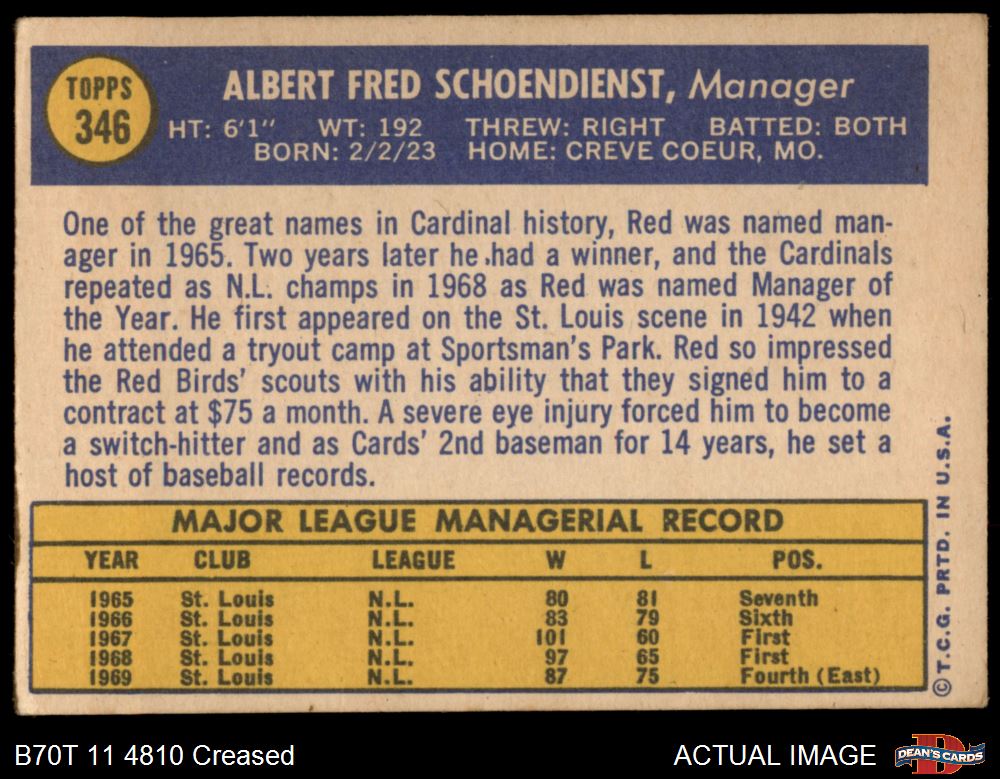 TOPPS
346
ALBERT FRED SCHOENDIENST, Manager
HT: 6'1" WT: 192 THREW: RIGHT BATTED: BOTH
BORN: 2/2/23 HOME: CREVE COEUR, MO.
One of the great names in Cardinal history, Red was named man-
ager in 1965. Two years later he had a winner, and the Cardinals
repeated as N.L. champs in 1968 as Red was named Manager of
the Year. He first appeared on the St. Louis scene in 1942 when
he attended a tryout camp at Sportsman's Park. Red so impressed
the Red Birds' scouts with his ability that they signed him to a
contract at $75 a month. A severe eye injury forced him to become
a switch-hitter and as Cards' 2nd baseman for 14 years, he set a
host of baseball records.
MAJOR LEAGUE MANAGERIAL RECORD
YEAR CLUB LEAGUE W L POS.
1965 St. Louis N.L. 80 81 Seventh
1966 St. Louis N.L. 83 79 Sixth
1967 St. Louis N.L. 101 60 First
1968 St. Louis N.L. 97 65 First
1969 St. Louis N.L. 87 75 Fourth (East)
©T.C.G. PRTD. IN U.S.A.
B70T 11 4810 Creased
ACTUAL IMAGE
DEAN'S CARDS